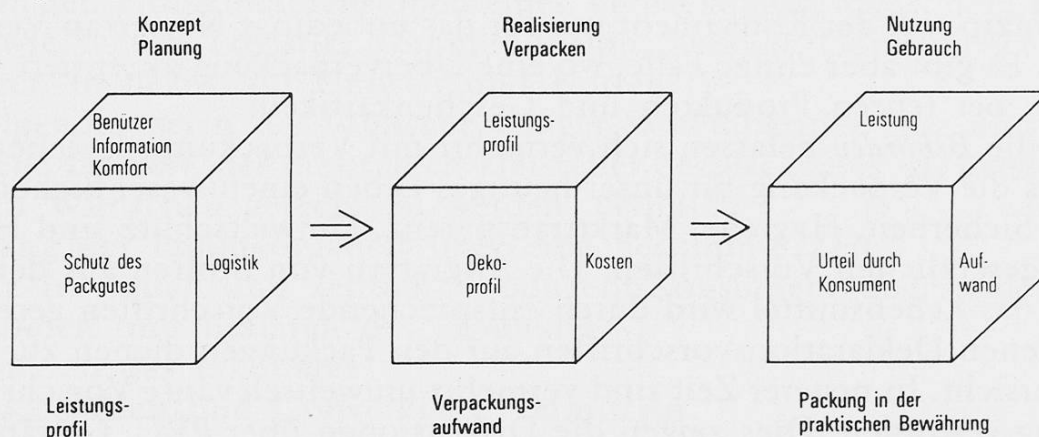 Konzept
Planung
Realisierung
Verpacken
Nutzung
Gebrauch
Benützer
Information
Komfort
Schutz des
Packgutes
Logistik
Leistungs-
profil
Oeko-
profil
Kosten
Leistung
Urteil durch
Konsument
Auf-
wand
Leistungs-
profil
Verpackungs-
aufwand
Packung in der
praktischen Bewährung